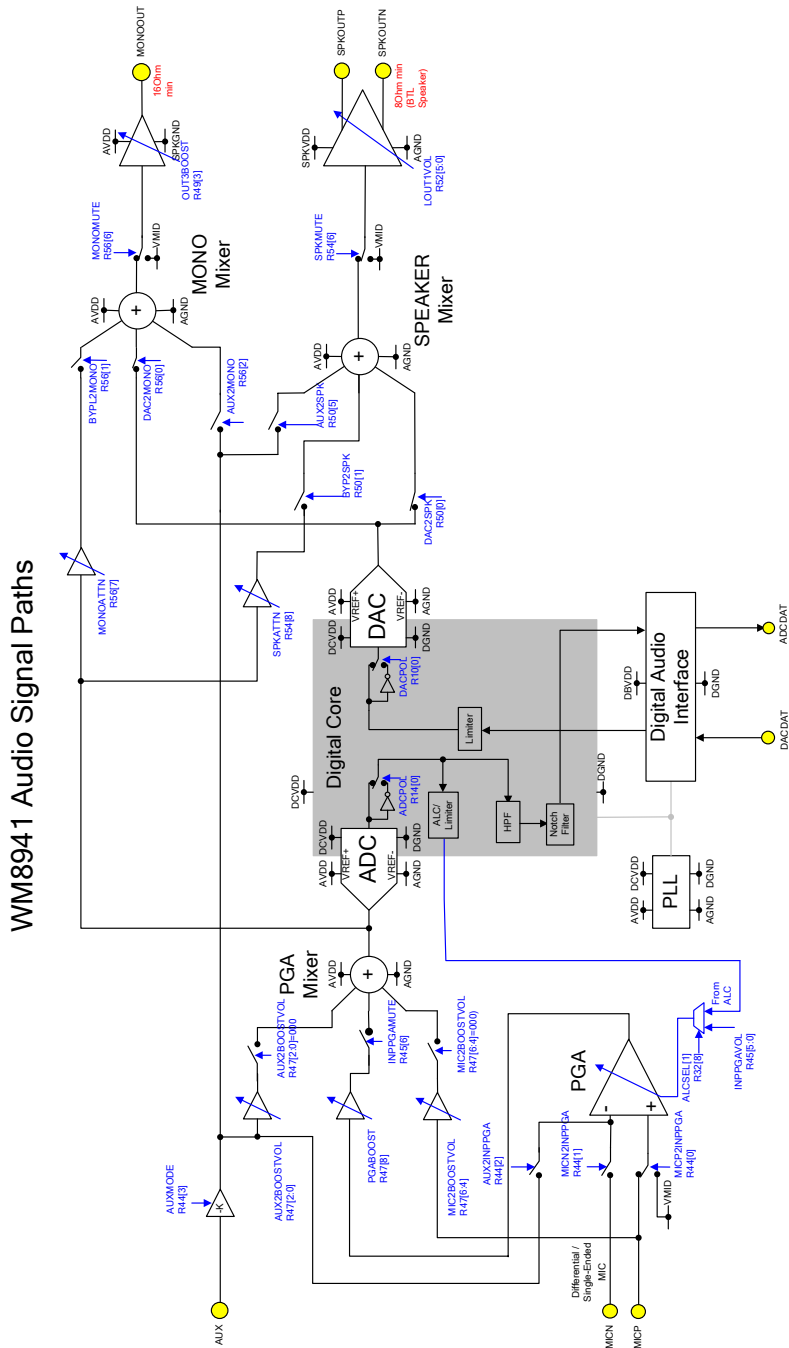 WM8941 Audio Signal Paths
AUX
AUXMODE
R44[3]
-K
AUX2BOOSTVOL
R47[2:0]
AUX2BOOSTVOL
R47[2:0]=000
PGA
Mixer
AVDD
+
AGND
PGABOOST
R47[8]
INPPGAMUTE
R45[6]
MIC2BOOSTVOL
R47[6:4]
MIC2BOOSTVOL
R47[6:4]=000)
AUX2INPPGA
R44[2]
Differential /
Single-Ended
MIC
MICN
MICP
MICN2INPPGA
R44[1]
MICP2INPPGA
R44[0]
VMID
PGA
-
+
ALCSEL[1]
R32[8]
From
ALC
INPPGAVOL
R45[5:0]
AVDD
DCVDD
VREF+
ADC
VREF-
AGND
DGND
DCVDD
Digital Core
ADCPOL
R14[0]
ALC/
Limiter
HPF
Notch
Filter
DGND
Limiter
DACPOL
R10[0]
DCVDD
AVDD
VREF+
DAC
VREF-
DGND
AGND
AVDD
DCVDD
PLL
AGND
DGND
DBVDD
Digital Audio
Interface
DGND
DACDAT
ADCDAT
MONOATTN
R56[7]
SPKATTN
R54[8]
BYPL2MONO
R56[1]
DAC2MONO
R56[0]
AUX2MONO
R56[2]
AUX2SPK
R50[5]
BYP2SPK
R50[1]
DAC2SPK
R50[0]
AVDD
+
AGND
MONO
Mixer
MONOMUTE
R56[6]
VMID
AVDD
SPKGND
OUT3BOOST
R49[3]
MONOOUT
16Ohm
min
AVDD
+
AGND
SPEAKER
Mixer
SPKMUTE
R54[6]
VMID
SPKVDD
AGND
LOUT1VOL
R52[5:0]
SPKOUTP
SPKOUTN
8Ohm min
(BTL
Speaker)